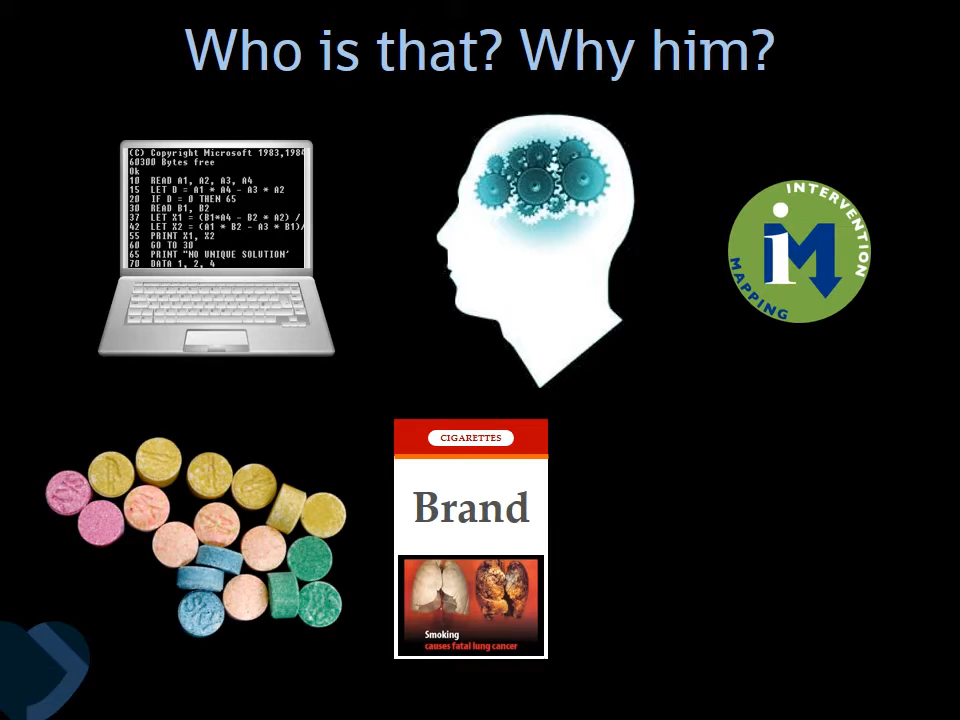 Who is that? Why him?
(C) Copyright Microsoft 1983,1984
60300 Bytes free
Ok
10 READ A1, A2, A3, A4
15 LET D = A1 * A4 - A3 * A2
20 IF D = 0 THEN 65
30 READ B1, B2
37 LET X1 = (B1*A4 - B2 * A2) /
42 LET X2 = (A1 * B2 - A3 * B1)/
55 PRINT X1, X2
60 GO TO 30
65 PRINT "NO UNIQUE SOLUTION"
70 DATA 1, 2, 4
INTERVENTION
iM
MAPPING
CIGARETTES
Brand
Smoking
causes fatal lung cancer